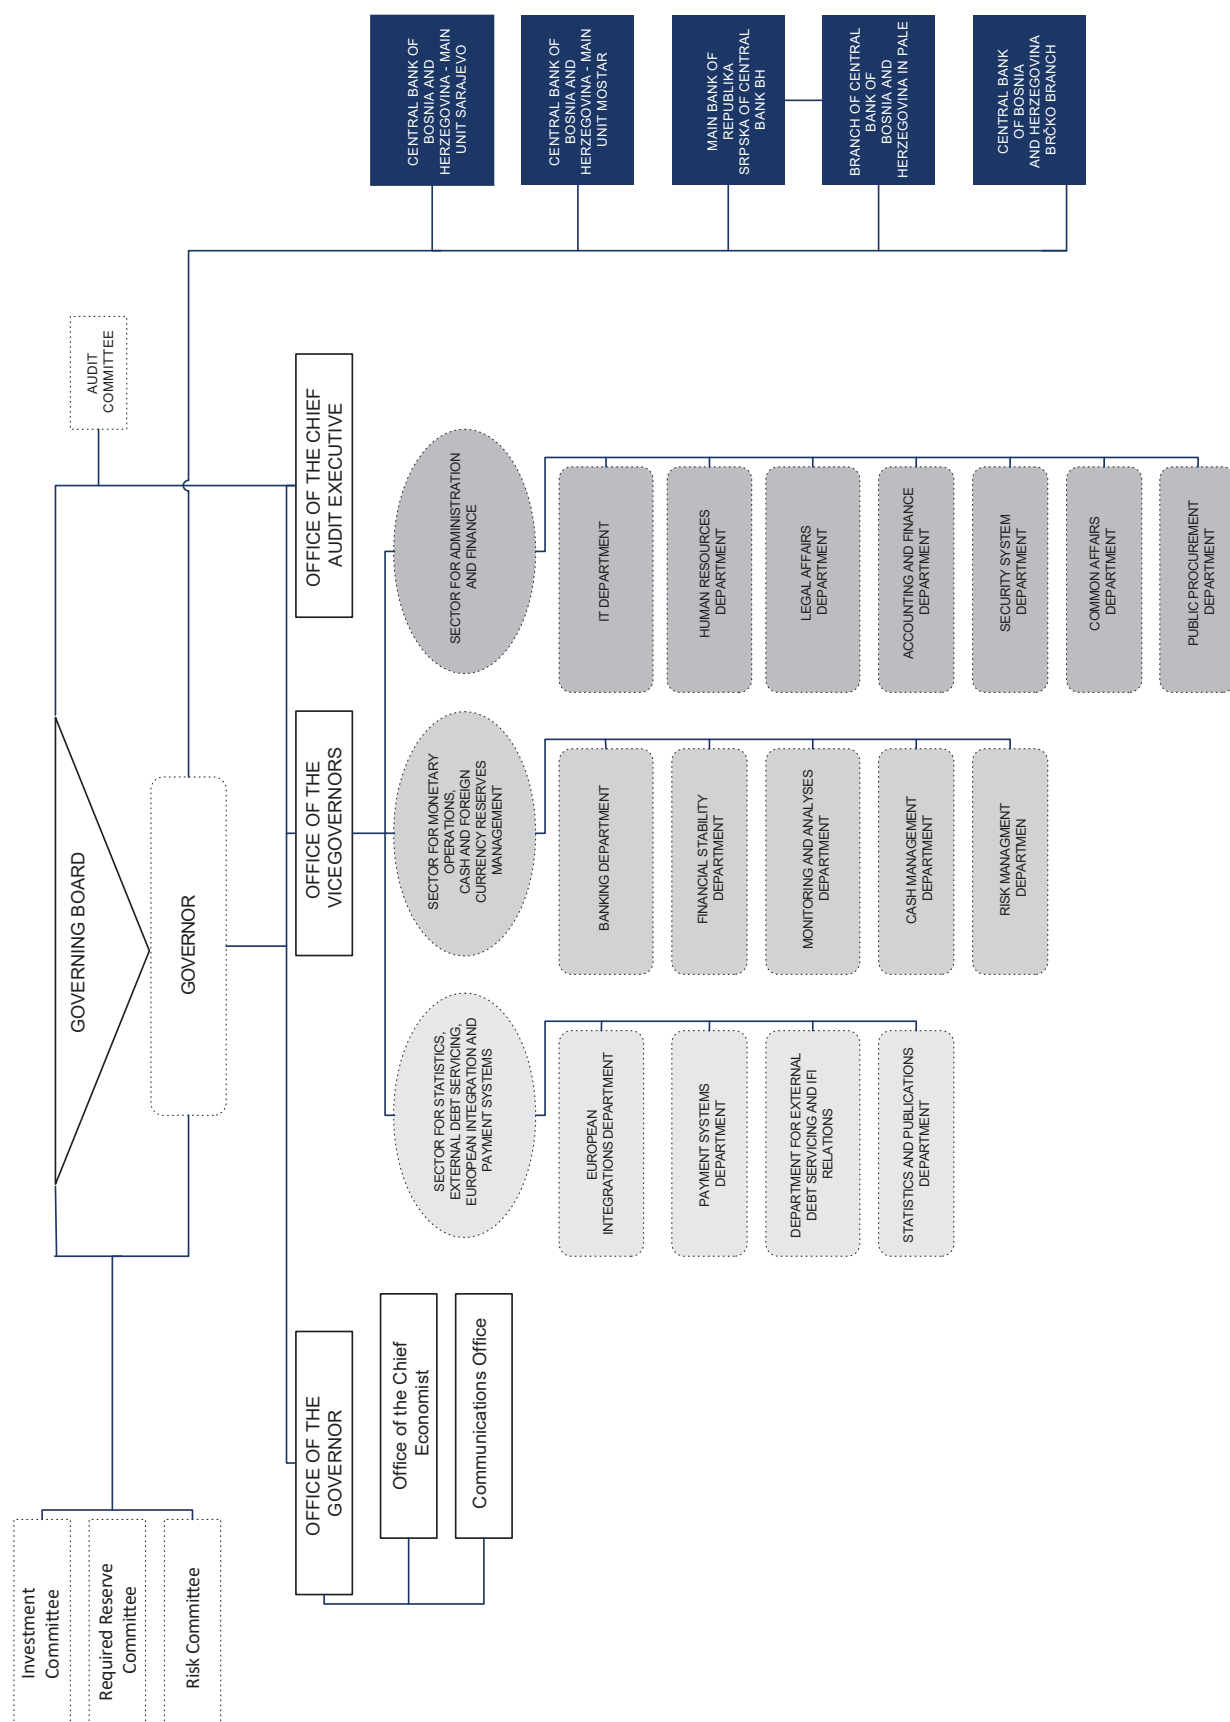 GOVERNING BOARD
GOVERNOR
AUDIT
COMMITTEE
Investment
Committee
Required Reserve
Committee
Risk Committee
OFFICE OF THE
GOVERNOR
Office of the Chief
Economist
Communications Office
OFFICE OF THE
VICEGOVERNORS
OFFICE OF THE CHIEF
AUDIT EXECUTIVE
SECTOR FOR STATISTICS,
EXTERNAL DEBT SERVICING,
EUROPEAN INTEGRATION AND
PAYMENT SYSTEMS
EUROPEAN
INTEGRATIONS DEPARTMENT
PAYMENT SYSTEMS
DEPARTMENT
DEPARTMENT FOR EXTERNAL
DEBT SERVICING AND IFI
RELATIONS
STATISTICS AND PUBLICATIONS
DEPARTMENT
SECTOR FOR MONETARY
OPERATIONS,
CASH AND FOREIGN
CURRENCY RESERVES
MANAGEMENT
BANKING DEPARTMENT
FINANCIAL STABILITY
DEPARTMENT
MONITORING AND ANALYSES
DEPARTMENT
CASH MANAGEMENT
DEPARTMENT
RISK MANAGMENT
DEPARTMEN
SECTOR FOR ADMINISTRATION
AND FINANCE
IT DEPARTMENT
HUMAN RESOURCES
DEPARTMENT
LEGAL AFFAIRS
DEPARTMENT
ACCOUNTING AND FINANCE
DEPARTMENT
SECURITY SYSTEM
DEPARTMENT
COMMON AFFAIRS
DEPARTMENT
PUBLIC PROCUREMENT
DEPARTMENT
CENTRAL BANK OF
BOSNIA AND
HERZEGOVINA - MAIN
UNIT SARAJEVO
CENTRAL BANK OF
BOSNIA AND
HERZEGOVINA - MAIN
UNIT MOSTAR
MAIN BANK OF
REPUBLIKA
SRPSKA OF CENTRAL
BANK BH
BRANCH OF CENTRAL
BANK OF
BOSNIA AND
HERZEGOVINA IN PALE
CENTRAL BANK
OF BOSNIA
AND HERZEGOVINA
BRČKO BRANCH